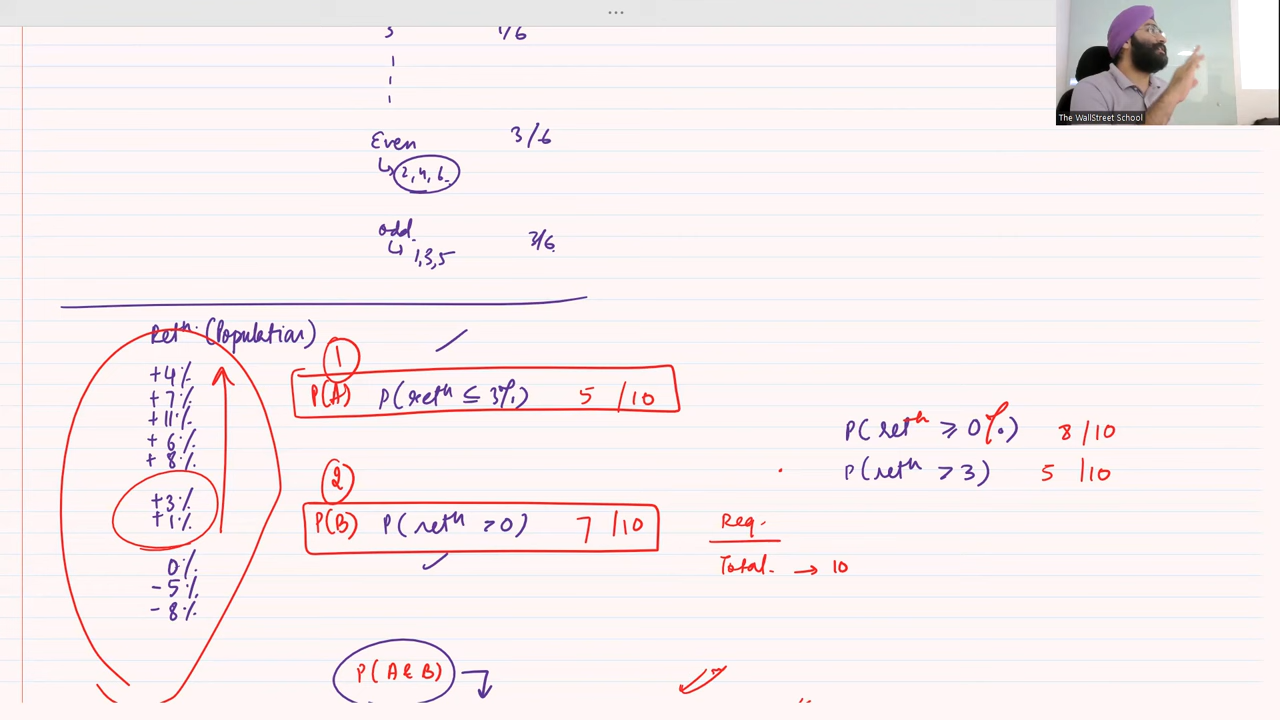 3 1/6
Even 3/6
↳ 2, 4, 6.
odd. 3/6.
↳ 1, 3, 5
Retn. (Population)
1
+4%
P(A) P(retn ≤ 3%) 5 /10
+7%
+11%
+6%
+8%
P(retn ≥ 0%) 8 /10
P(retn > 3) 5 /10
2
+3%
+1%
P(B) P(retn > 0) 7 /10
Req.
Total. → 10
0%
-5%
-8%
P(A & B)
The WallStreet School